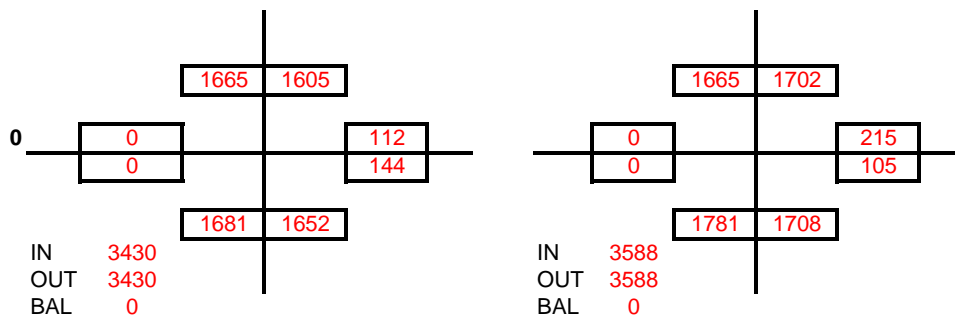 1665 1605 1665 1702
0 0 112 0 215
0 144 0 105
1681 1652 1781 1708
IN 3430 IN 3588
OUT 3430 OUT 3588
BAL 0 BAL 0